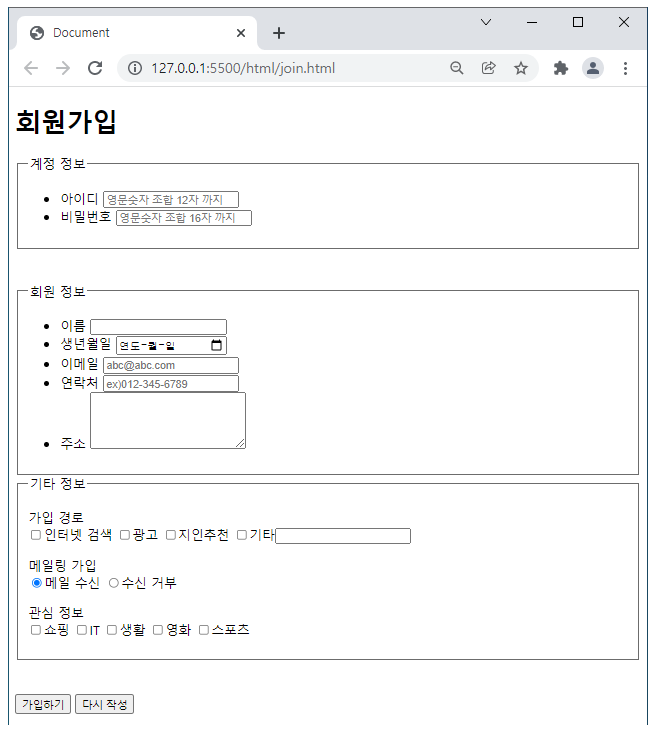 Document
127.0.0.1:5500/html/join.html
회원가입
계정 정보
아이디 영문숫자 조합 12자 까지
비밀번호 영문숫자 조합 16자 까지
회원 정보
이름
생년월일 연도-월-일
이메일 abc@abc.com
연락처 ex)012-345-6789
주소
기타 정보
가입 경로
인터넷 검색 광고 지인추천 기타
메일링 가입
메일 수신 수신 거부
관심 정보
쇼핑 IT 생활 영화 스포츠
가입하기 다시 작성